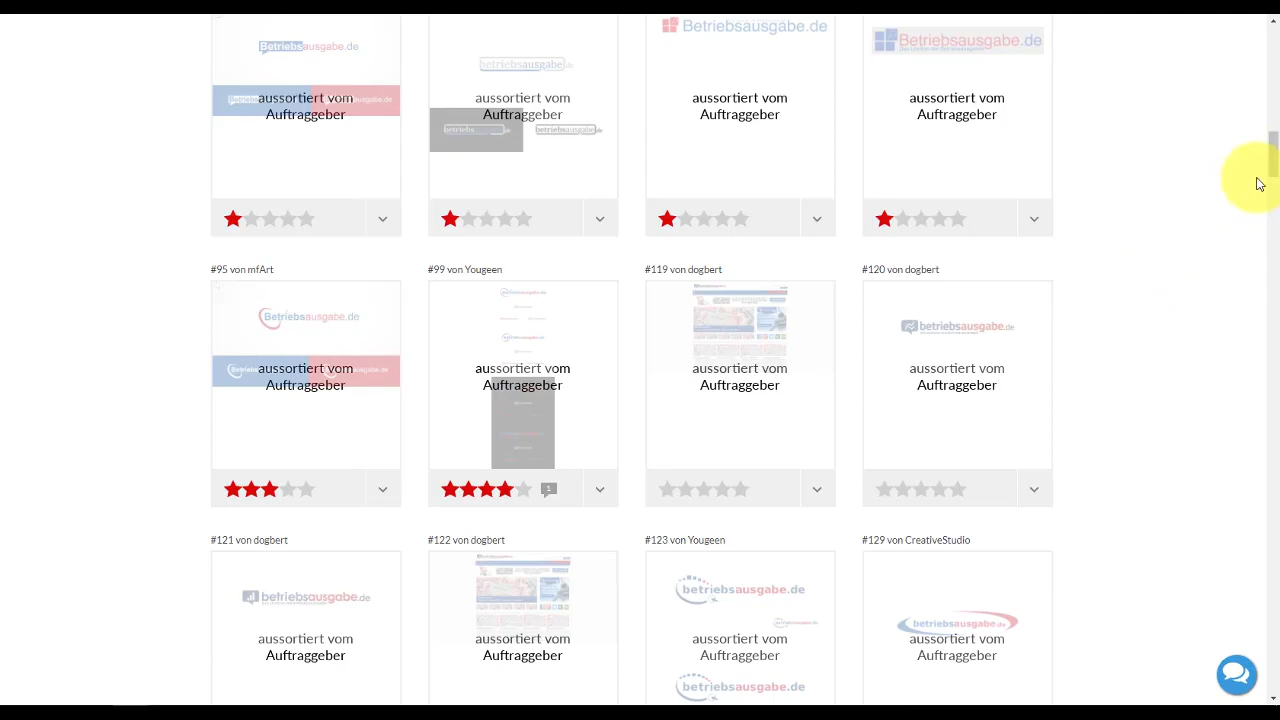 Betriebsausgabe.de
betriebsausgabe.de
Betriebsausgabe.de
Betriebsausgabe.de
aussortiert vom
Auftraggeber
aussortiert vom
Auftraggeber
aussortiert vom
Auftraggeber
aussortiert vom
Auftraggeber
betriebsausgabe.de
#95 von mfArt
#99 von Yougeen
#119 von dogbert
#120 von dogbert
Betriebsausgabe.de
betriebsausgabe.de
aussortiert vom
Auftraggeber
aussortiert vom
Auftraggeber
aussortiert vom
Auftraggeber
aussortiert vom
Auftraggeber
1
#121 von dogbert
#122 von dogbert
#123 von Yougeen
#129 von CreativeStudio
betriebsausgabe.de
betriebsausgabe.de
betriebsausgabe.de
aussortiert vom
Auftraggeber
aussortiert vom
Auftraggeber
aussortiert vom
Auftraggeber
aussortiert vom
Auftraggeber
betriebsausgabe.de